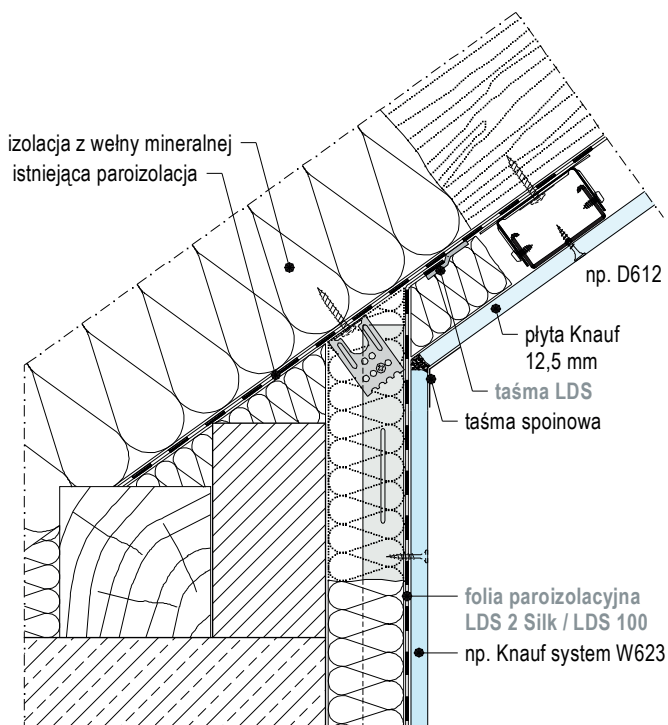 izolacja z wełny mineralnej
istniejąca paroizolacja
np. D612
płyta Knauf
12,5 mm
taśma LDS
taśma spoinowa
folia paroizolacyjna
LDS 2 Silk / LDS 100
np. Knauf system W623